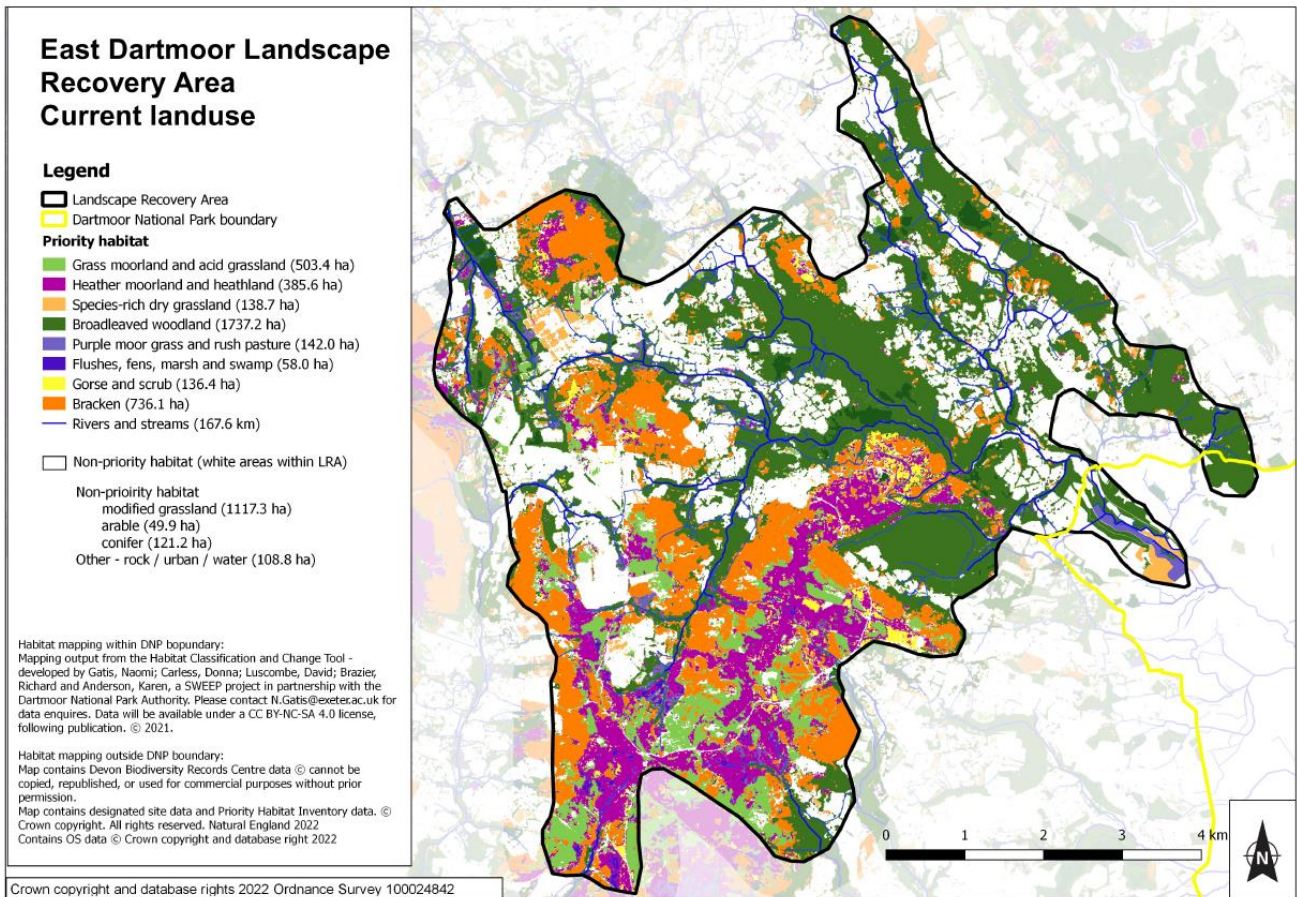 East Dartmoor Landscape
Recovery Area
Current landuse
Legend
Landscape Recovery Area
Dartmoor National Park boundary
Priority habitat
Grass moorland and acid grassland (503.4 ha)
Heather moorland and heathland (385.6 ha)
Species-rich dry grassland (138.7 ha)
Broadleaved woodland (1737.2 ha)
Purple moor grass and rush pasture (142.0 ha)
Flushes, fens, marsh and swamp (58.0 ha)
Gorse and scrub (136.4 ha)
Bracken (736.1 ha)
Rivers and streams (167.6 km)
Non-priority habitat (white areas within LRA)
Non-prioirity habitat
modified grassland (1117.3 ha)
arable (49.9 ha)
conifer (121.2 ha)
Other - rock / urban / water (108.8 ha)
Habitat mapping within DNP bopundary:
Mapping output from the Habitat Classification and Change Tool -
developed by Gatis, Naomi; Carless, Donna; Luscombe, David; Brazier,
Richard and Anderson, Karen, a SWEEP project in partnership with the
Dartmoor National Park Authority. Please contact N.Gatis@exeter.ac.uk for
data enquires. Data will be available under a CC BY-NC-SA 4.0 license,
following publication. © 2021.
Habitat mapping outside DNP boundary:
Map contains Devon Biodiversity Records Centre data © cannot be
copied, republished, or used for commercial purposes without prior
permission.
Map contains designated site data and Priority Habitat Inventory data. ©
Crown copyright. All rights reserved. Natural England 2022
Contains OS data © Crown copyright and database right 2022
Crown copyright and database rights 2022 Ordnance Survey 100024842
0 1 2 3 4 km
N